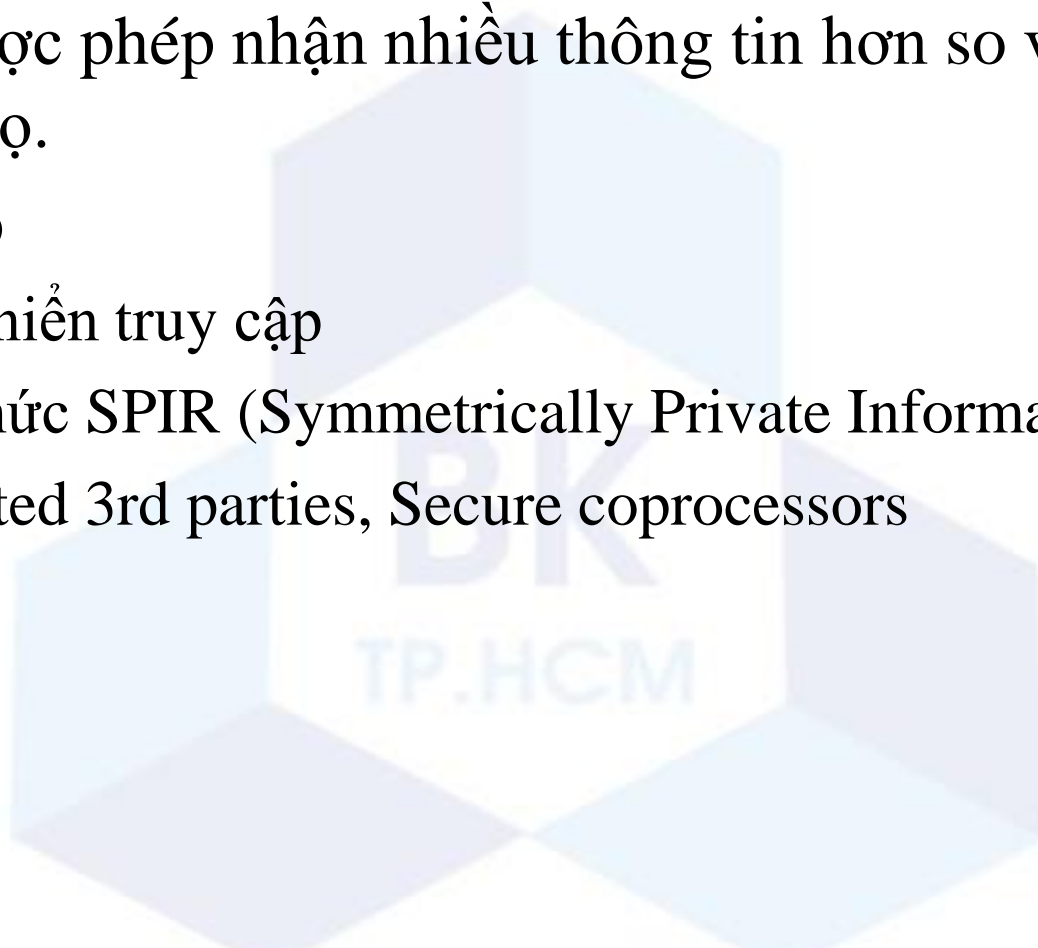 ợc phép nhận nhiều thông tin hơn so v
ọ.
hiển truy cập
hức SPIR (Symmetrically Private Informa
ted 3rd parties, Secure coprocessors
BK
TP.HCM